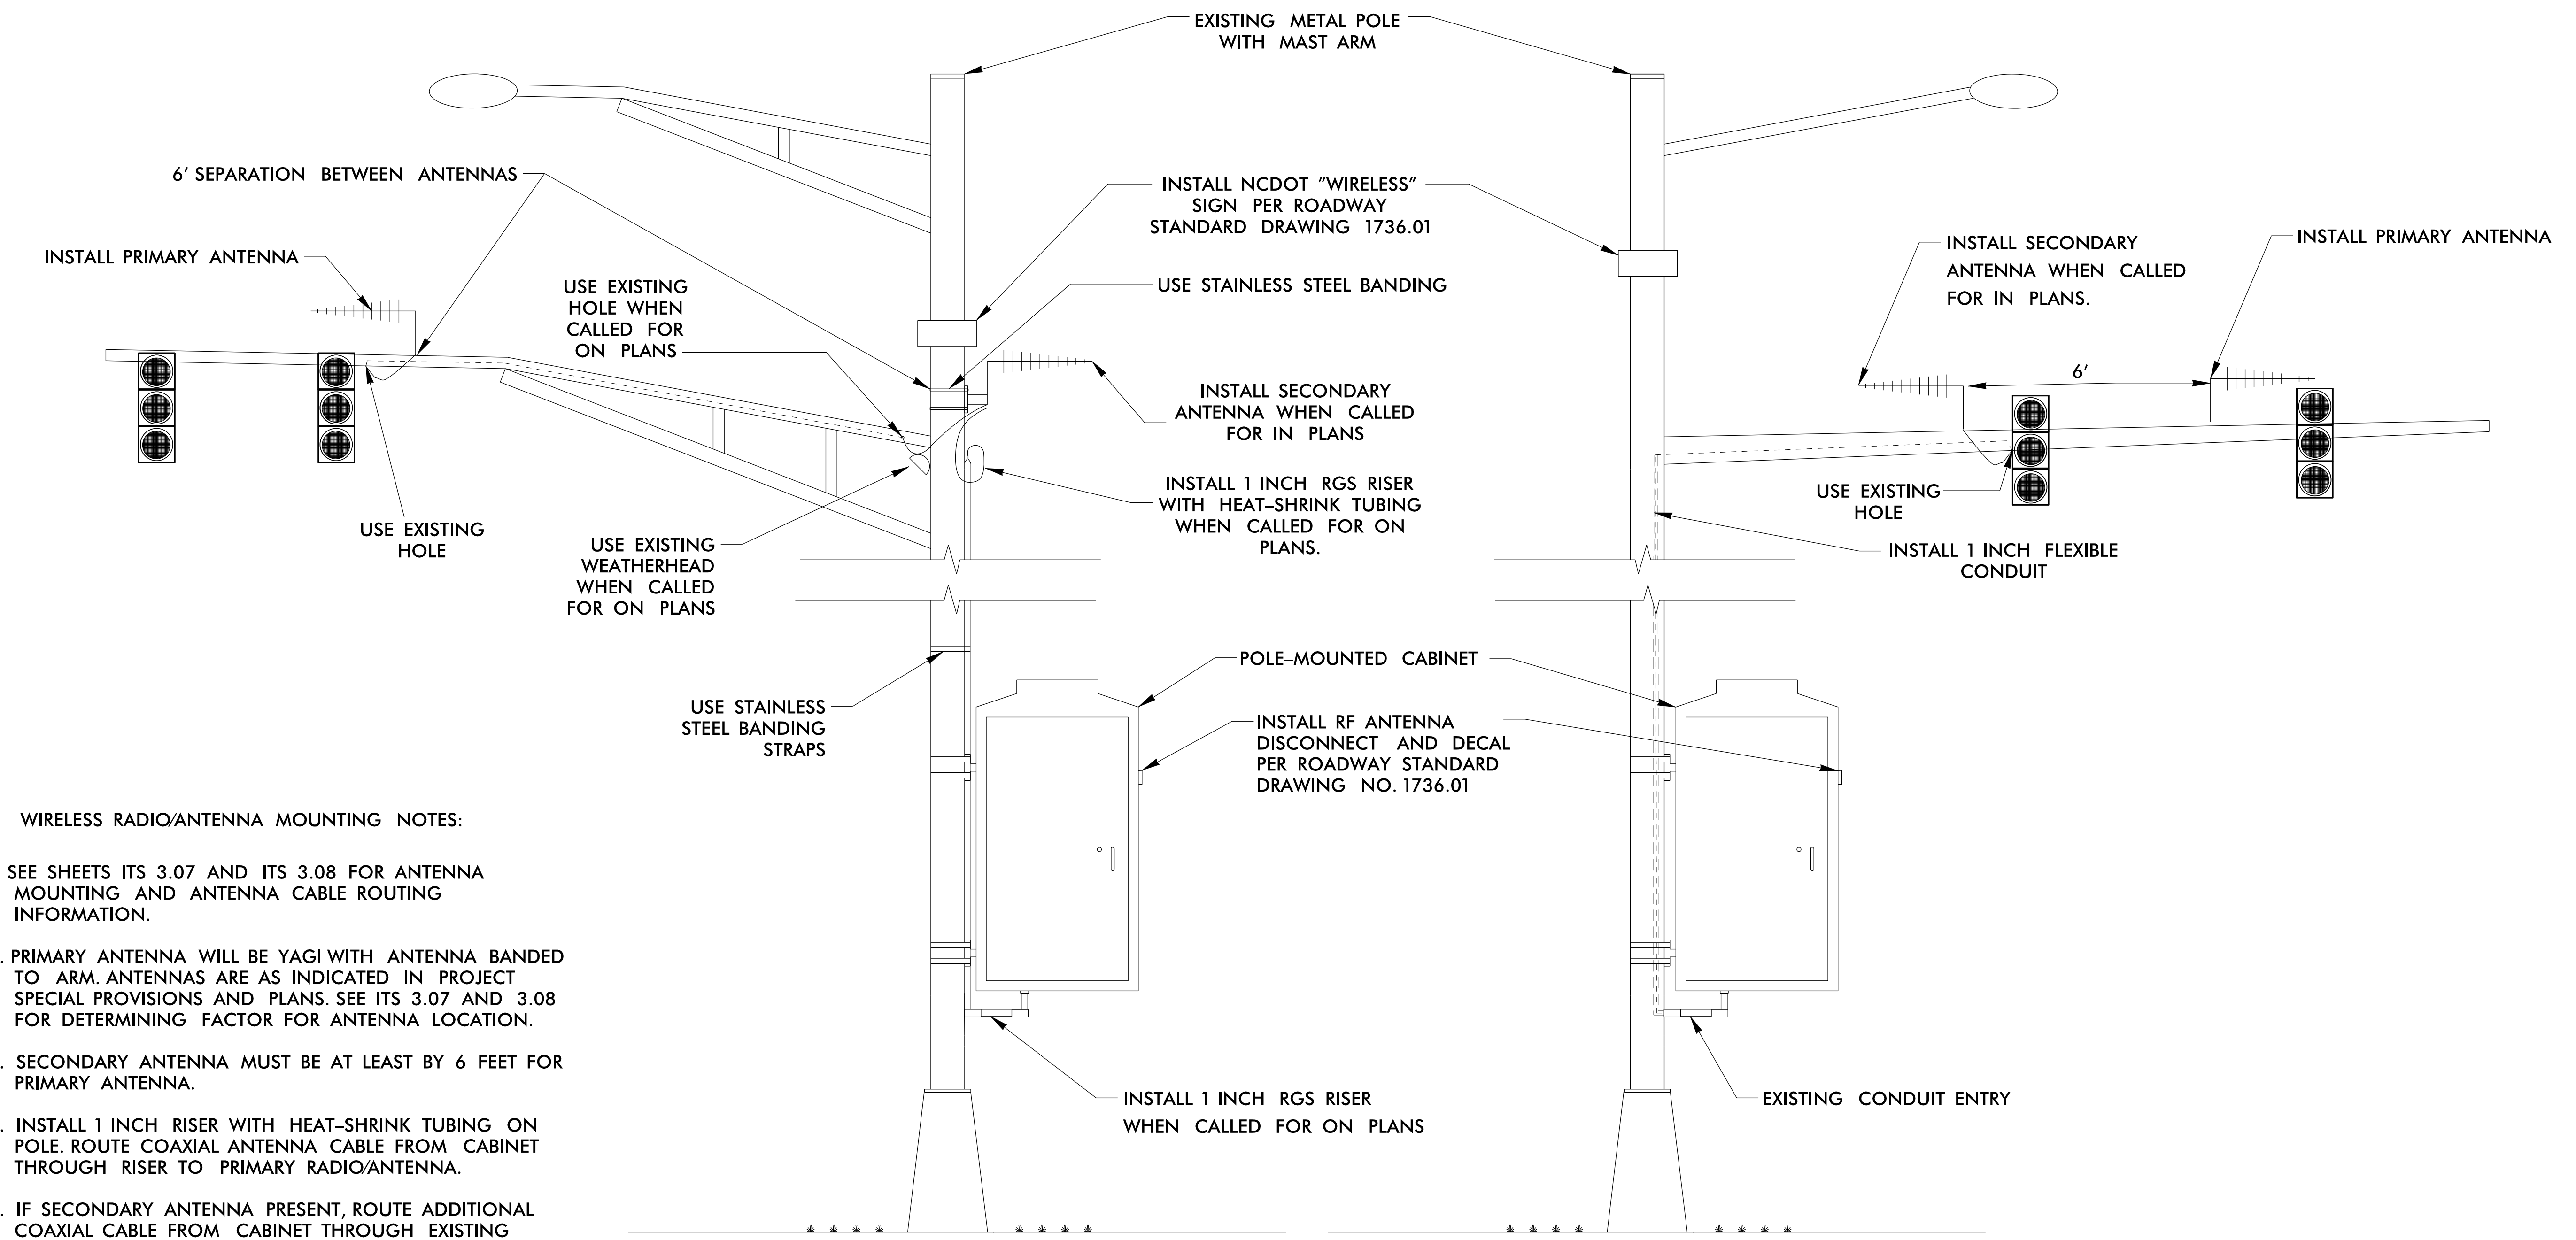 EXISTING METAL POLE
WITH MAST ARM
6' SEPARATION BETWEEN ANTENNAS
INSTALL PRIMARY ANTENNA
USE EXISTING
HOLE WHEN
CALLED FOR
ON PLANS
INSTALL NCDOT "WIRELESS"
SIGN PER ROADWAY
STANDARD DRAWING 1736.01
USE STAINLESS STEEL BANDING
INSTALL SECONDARY
ANTENNA WHEN CALLED
FOR IN PLANS
INSTALL 1 INCH RGS RISER
WITH HEAT-SHRINK TUBING
WHEN CALLED FOR ON
PLANS.
INSTALL SECONDARY
ANTENNA WHEN CALLED
FOR IN PLANS.
INSTALL PRIMARY ANTENNA
6'
USE EXISTING
HOLE
INSTALL 1 INCH FLEXIBLE
CONDUIT
USE EXISTING
HOLE
USE EXISTING
WEATHERHEAD
WHEN CALLED
FOR ON PLANS
USE STAINLESS
STEEL BANDING
STRAPS
POLE-MOUNTED CABINET
INSTALL RF ANTENNA
DISCONNECT AND DECAL
PER ROADWAY STANDARD
DRAWING NO. 1736.01
INSTALL 1 INCH RGS RISER
WHEN CALLED FOR ON PLANS
EXISTING CONDUIT ENTRY
WIRELESS RADIO/ANTENNA MOUNTING NOTES:
SEE SHEETS ITS 3.07 AND ITS 3.08 FOR ANTENNA
MOUNTING AND ANTENNA CABLE ROUTING
INFORMATION.
. PRIMARY ANTENNA WILL BE YAGI WITH ANTENNA BANDED
TO ARM. ANTENNAS ARE AS INDICATED IN PROJECT
SPECIAL PROVISIONS AND PLANS. SEE ITS 3.07 AND 3.08
FOR DETERMINING FACTOR FOR ANTENNA LOCATION.
. SECONDARY ANTENNA MUST BE AT LEAST BY 6 FEET FOR
PRIMARY ANTENNA.
. INSTALL 1 INCH RISER WITH HEAT-SHRINK TUBING ON
POLE. ROUTE COAXIAL ANTENNA CABLE FROM CABINET
THROUGH RISER TO PRIMARY RADIO/ANTENNA.
. IF SECONDARY ANTENNA PRESENT, ROUTE ADDITIONAL
COAXIAL CABLE FROM CABINET THROUGH EXISTING